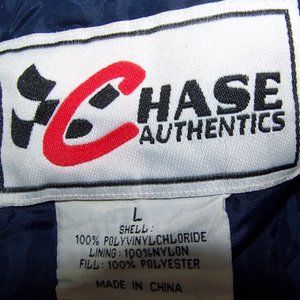 CHASE
AUTHENTICS
L
SHELL:
100% POLYVINYLCHLORIDE
LINING: 100%NYLON
FILL: 100% POLYESTER
MADE IN CHINA